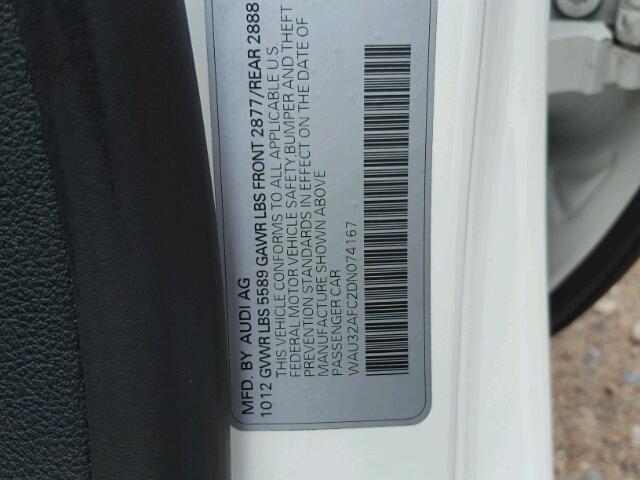 MFD. BY AUDI AG
1012 GVWR LBS 5589 GAWR LBS FRONT 2877/REAR 2888
THIS VEHICLE CONFORMS TO ALL APPLICABLE U.S.
FEDERAL MOTOR VEHICLE SAFETY BUMPER AND THEFT
PREVENTION STANDARDS IN EFFECT ON THE DATE OF
MANUFACTURE SHOWN ABOVE
PASSENGER CAR
WAU32AFC2DN074167